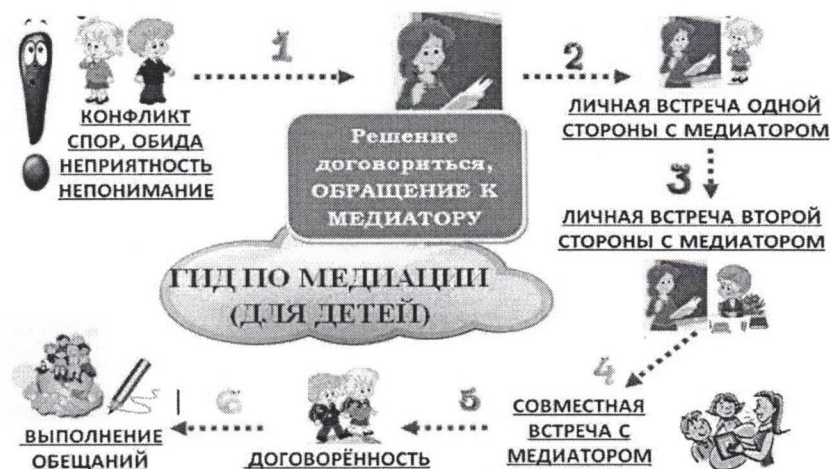 1
КОНФЛИКТ
СПОР, ОБИДА
НЕПРИЯТНОСТЬ
НЕПОНИМАНИЕ
Решение
договориться,
ОБРАЩЕНИЕ К
МЕДИАТОРУ
2
ЛИЧНАЯ ВСТРЕЧА ОДНОЙ
СТОРОНЫ С МЕДИАТОРОМ
3
ЛИЧНАЯ ВСТРЕЧА ВТОРОЙ
СТОРОНЫ С МЕДИАТОРОМ
ГИД ПО МЕДИАЦИИ
(ДЛЯ ДЕТЕЙ)
4
СОВМЕСТНАЯ
ВСТРЕЧА С
МЕДИАТОРОМ
5
ДОГОВОРЁННОСТЬ
6
ВЫПОЛНЕНИЕ
ОБЕЩАНИЙ